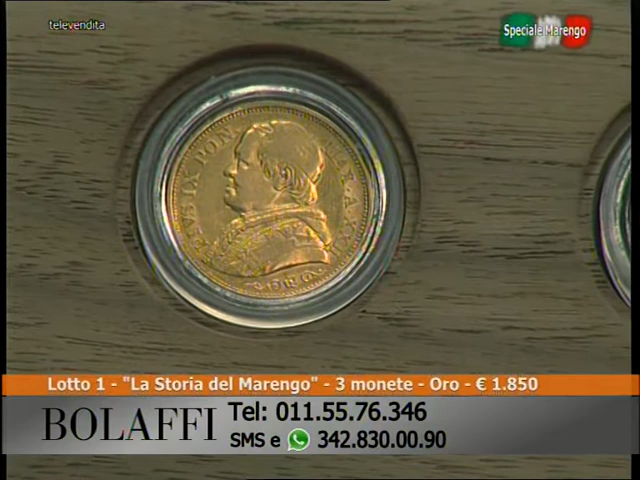 televendita
Speciale Marengo
PIVS IX PON. MAX. A. XXI
Lotto 1 - "La Storia del Marengo" - 3 monete - Oro - € 1.850
BOLAFFI
Tel: 011.55.76.346
SMS e 342.830.00.90